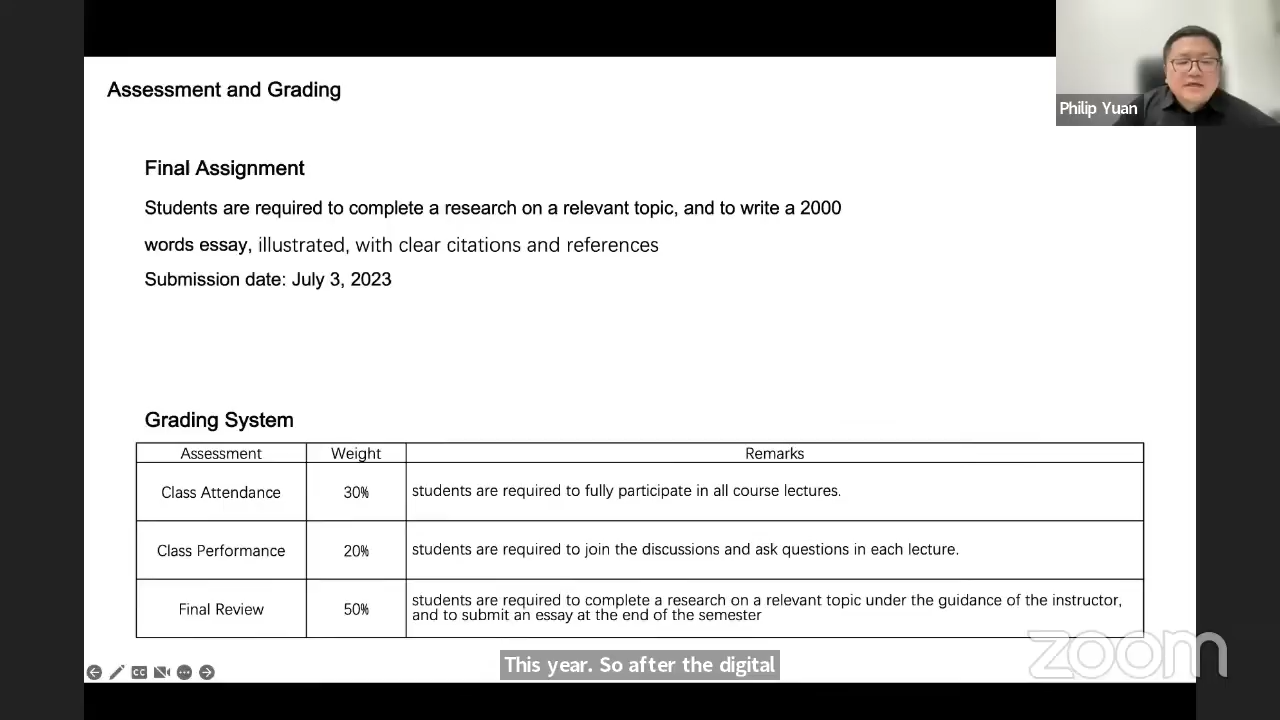 Assessment and Grading
Philip Yuan
Final Assignment
Students are required to complete a research on a relevant topic, and to write a 2000
words essay, illustrated, with clear citations and references
Submission date: July 3, 2023
Grading System
Assessment Weight Remarks
Class Attendance 30% students are required to fully participate in all course lectures.
Class Performance 20% students are required to join the discussions and ask questions in each lecture.
Final Review 50% students are required to complete a research on a relevant topic under the guidance of the instructor,
and to submit an essay at the end of the semester
zoom
CC
This year. So after the digital